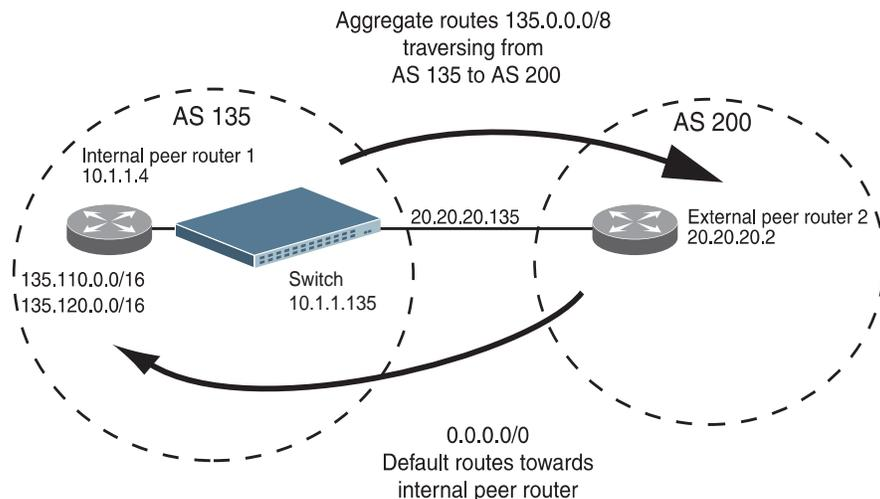 Aggregate routes 135.0.0.0/8
traversing from
AS 135 to AS 200
AS 135
AS 200
Internal peer router 1
10.1.1.4
20.20.20.135
External peer router 2
20.20.20.2
135.110.0.0/16
135.120.0.0/16
Switch
10.1.1.135
0.0.0.0/0
Default routes towards
internal peer router